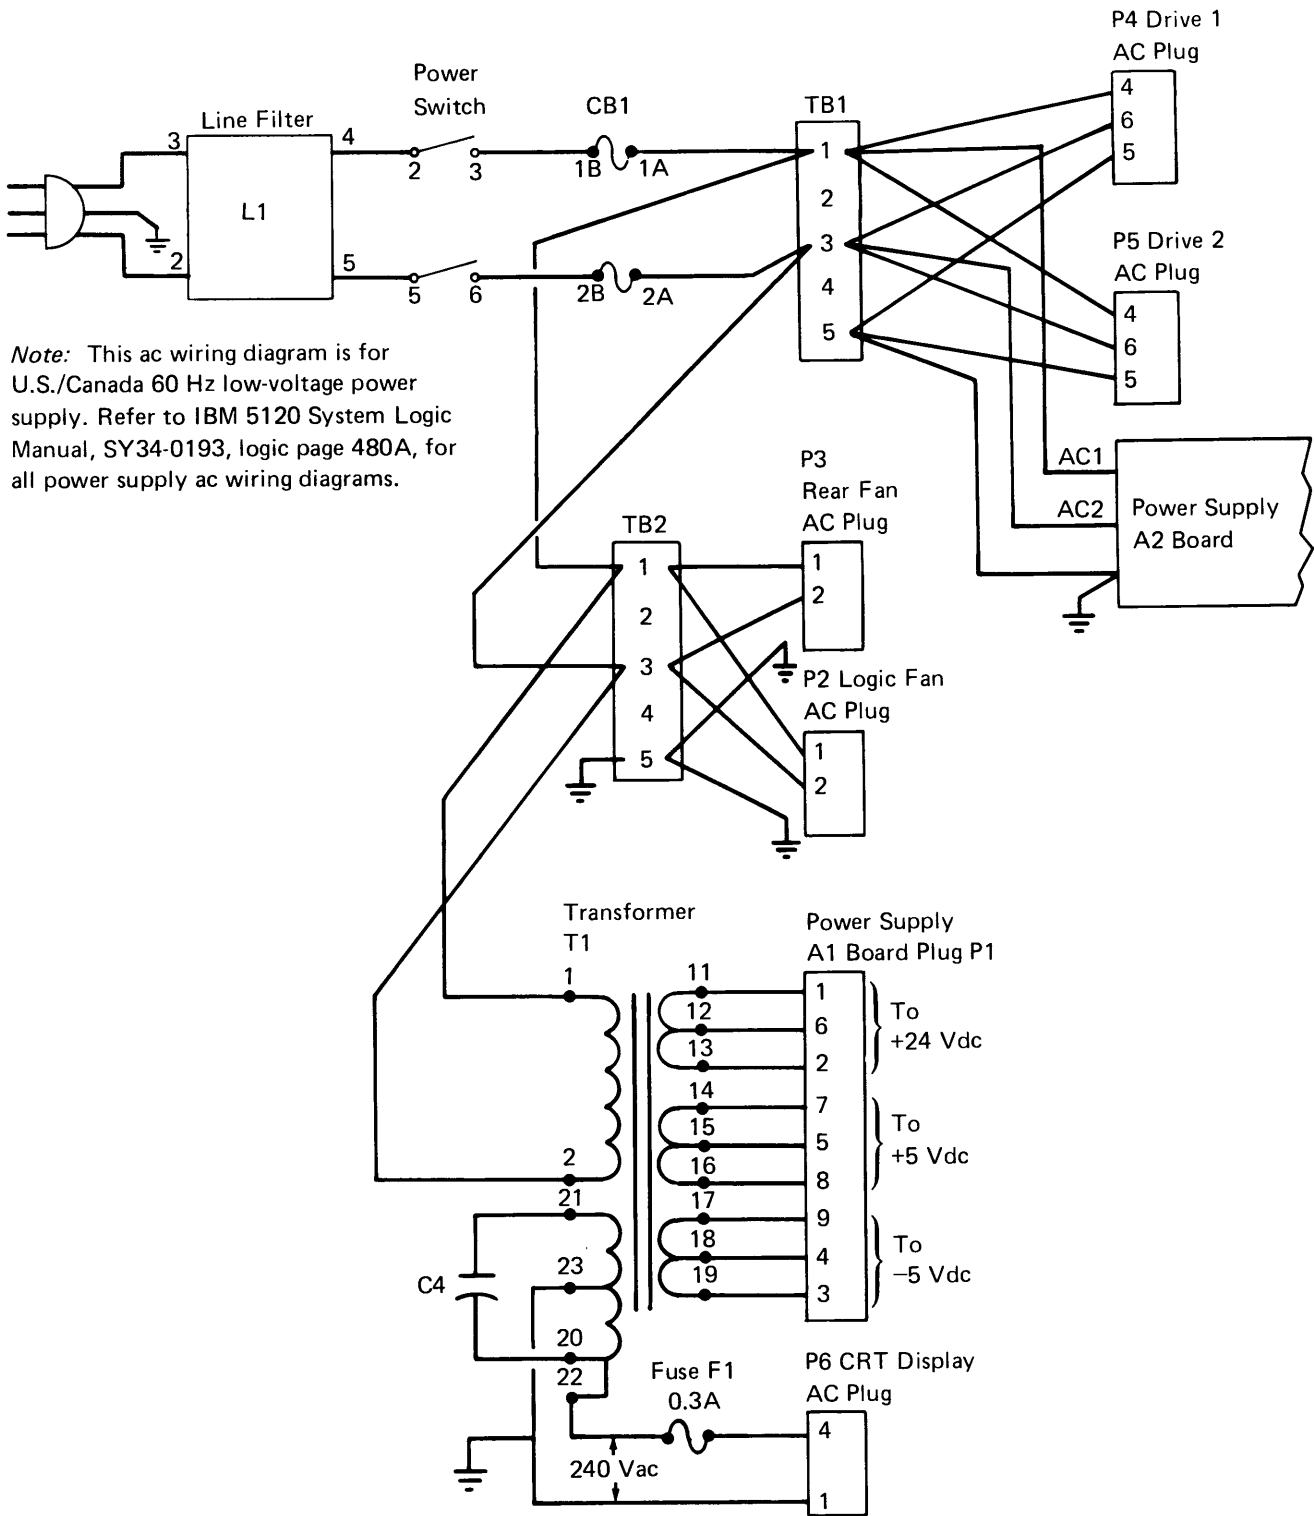 P4 Drive 1
AC Plug
4
6
5
Power
Switch
CB1
TB1
Line Filter
3
4
2
3
1B
1A
1
2
3
4
5
L1
2
5
5
6
2B
2A
P5 Drive 2
AC Plug
4
6
5
Note: This ac wiring diagram is for
U.S./Canada 60 Hz low-voltage power
supply. Refer to IBM 5120 System Logic
Manual, SY34-0193, logic page 480A, for
all power supply ac wiring diagrams.
AC1
AC2
Power Supply
A2 Board
P3
Rear Fan
AC Plug
1
2
TB2
1
2
3
4
5
P2 Logic Fan
AC Plug
1
2
Transformer
T1
1
2
21
23
20
22
C4
11
12
13
14
15
16
17
18
19
Power Supply
A1 Board Plug P1
1
6
2
7
5
8
9
4
3
To
+24 Vdc
To
+5 Vdc
To
−5 Vdc
Fuse F1
0.3A
240 Vac
P6 CRT Display
AC Plug
4
1